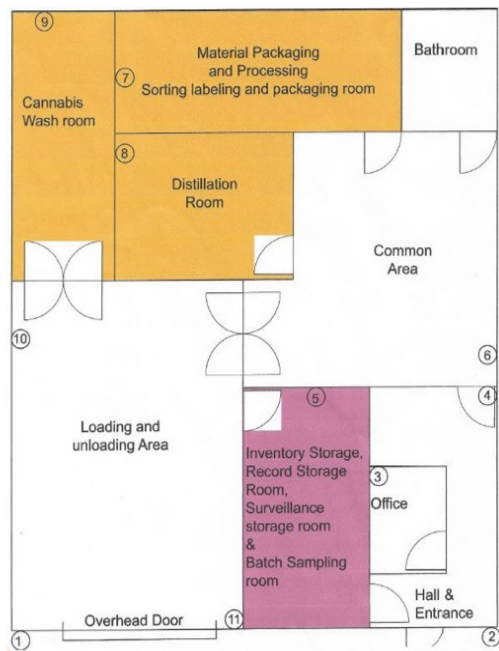 9
Material Packaging
and Processing
Sorting labeling and packaging room
Bathroom
7
Cannabis
Wash room
8
Distillation
Room
Common
Area
10
6
5
4
Loading and
unloading Area
Inventory Storage,
Record Storage
Room,
Surveillance
storage room
&
Batch Sampling
room
3
Office
Hall &
Entrance
Overhead Door
11
1
2